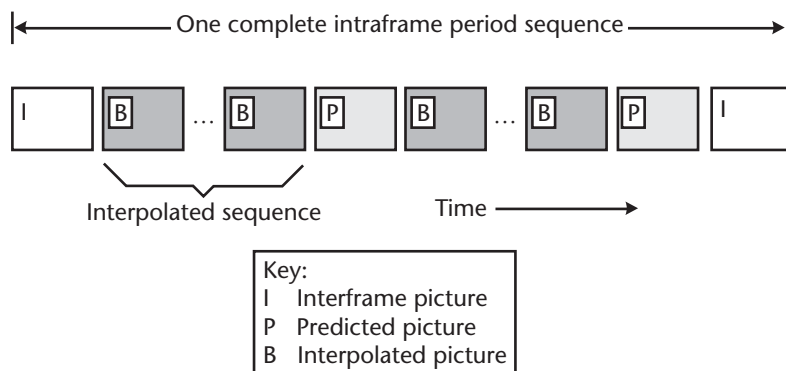 One complete intraframe period sequence
I B ... B P B ... B P I
Interpolated sequence Time
Key:
I Interframe picture
P Predicted picture
B Interpolated picture